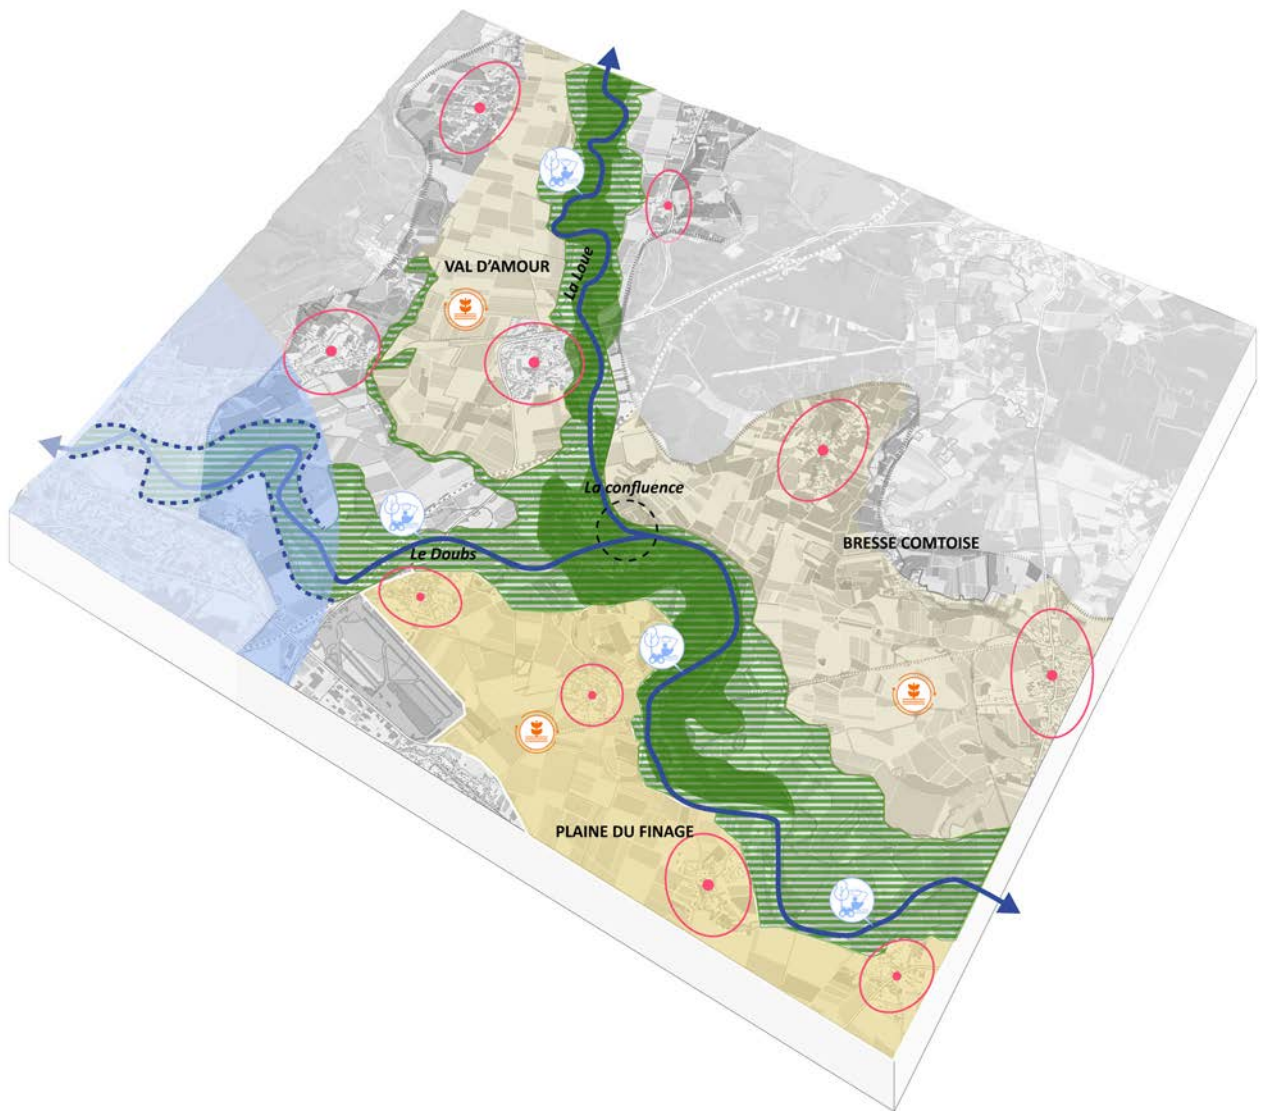 VAL D'AMOUR
La Loue
La confluence
Le Doubs
BRESSE COMTOISE
PLAINE DU FINAGE